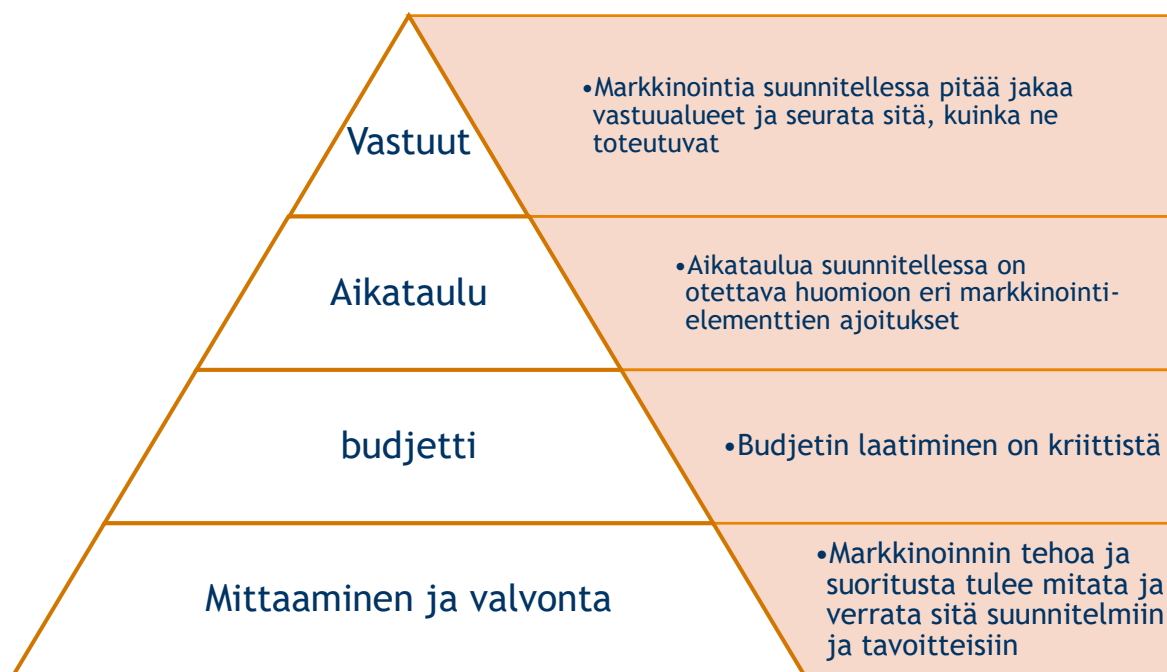 Vastuut
•Markkinointia suunnitellessa pitää jakaa
vastuualueet ja seurata sitä, kuinka ne
toteutuvat
Aikataulu
•Aikataulua suunnitellessa on
otettava huomioon eri markkinointi-
elementtien ajoitukset
budjetti
•Budjetin laatiminen on kriittistä
Mittaaminen ja valvonta
•Markkinoinnin tehoa ja
suoritusta tulee mitata ja
verrata sitä suunnitelmiin
ja tavoitteisiin